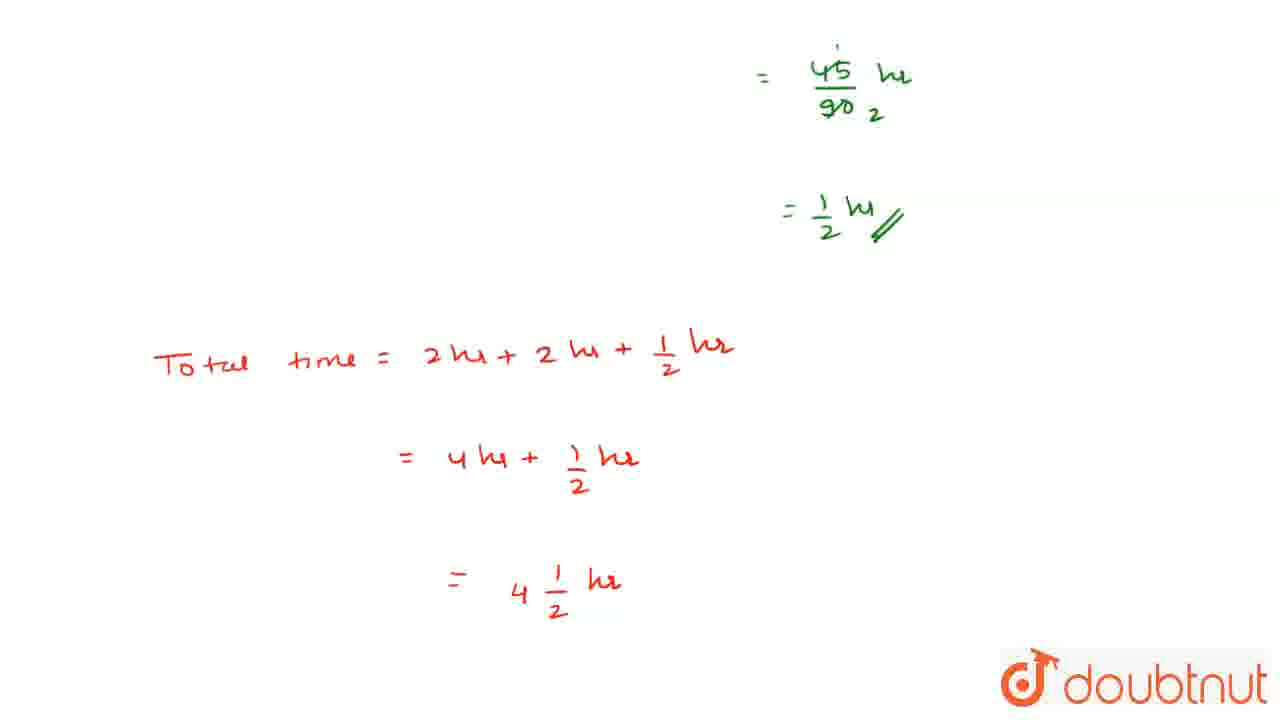 = 45/90 hr 1 2
= 1/2 hr
Total time = 2 hr + 2 hr + 1/2 hr
= 4 hr + 1/2 hr
= 4 1/2 hr
doubtnut